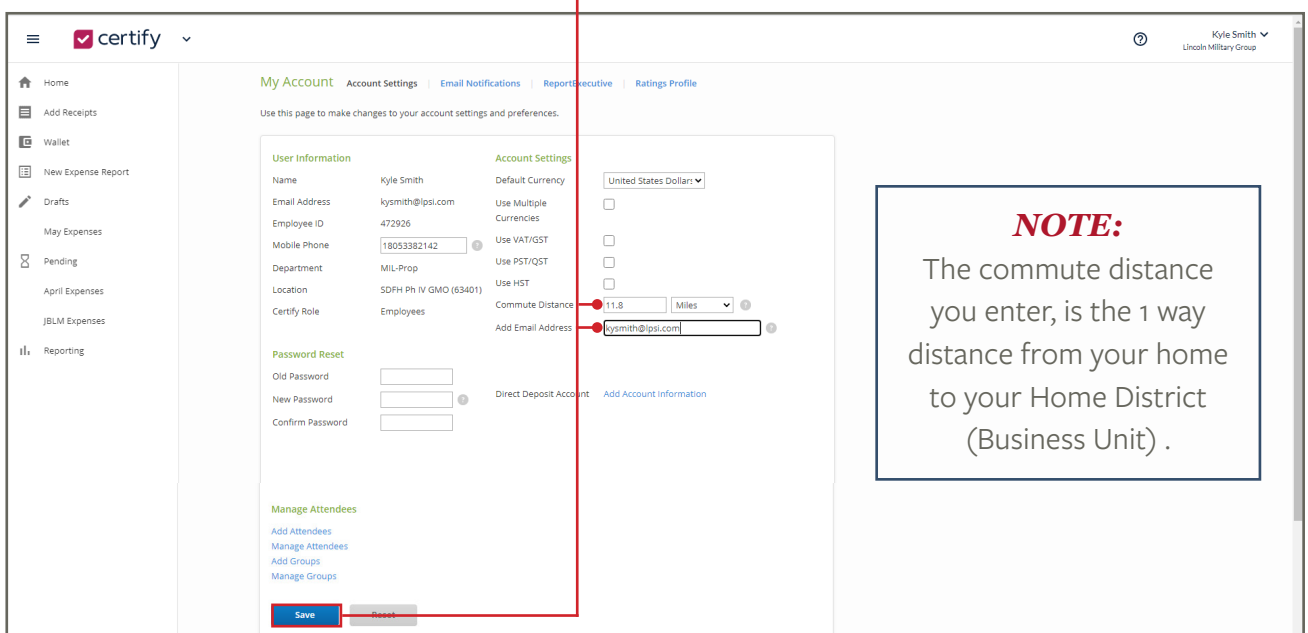 certify
Kyle Smith
Lincoln Military Group
Home
Add Receipts
Wallet
New Expense Report
Drafts
May Expenses
Pending
April Expenses
JBLM Expenses
Reporting
My Account Account Settings | Email Notifications | ReportExecutive | Ratings Profile
Use this page to make changes to your account settings and preferences.
User Information
Name Kyle Smith
Email Address kysmith@lpsi.com
Employee ID 472926
Mobile Phone 18053382142 ?
Department MIL-Prop
Location SDFH Ph IV GMO (63401)
Certify Role Employees
Account Settings
Default Currency United States Dollars
Use Multiple
Currencies
Use VAT/GST
Use PST/QST
Use HST
Commute Distance 11.8 Miles ?
Add Email Address kysmith@lpsi.com ?
Password Reset
Old Password
New Password ?
Confirm Password
Direct Deposit Account Add Account Information
Manage Attendees
Add Attendees
Manage Attendees
Add Groups
Manage Groups
Save Reset
NOTE:
The commute distance
you enter, is the 1 way
distance from your home
to your Home District
(Business Unit) .